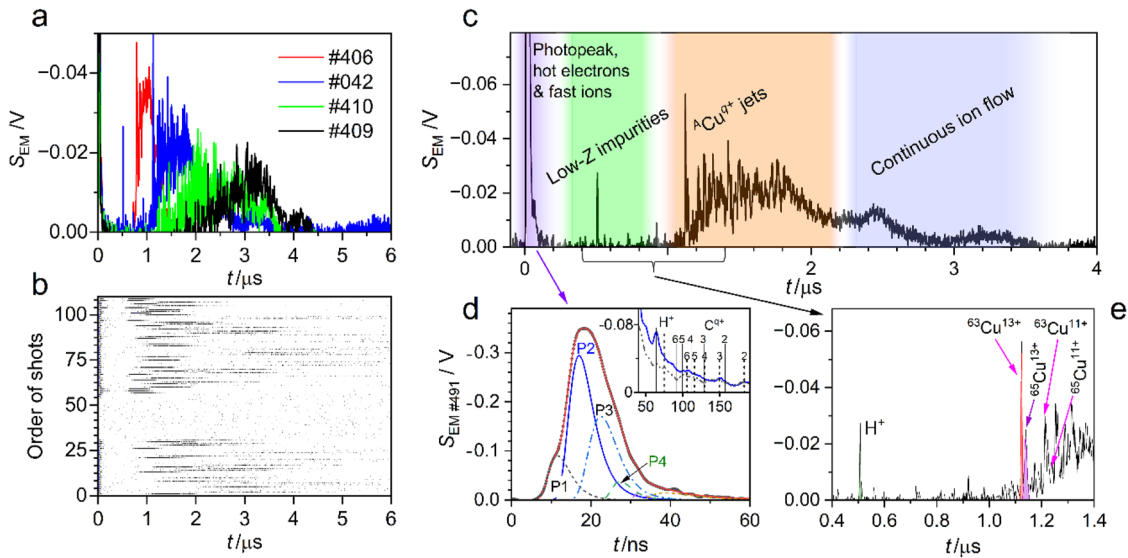 a
S_EM /V
−0.04
−0.02
0.00
#406
#042
#410
#409
0 1 2 3 4 5 6
t/μs
b
Order of shots
100
75
50
25
0
0 1 2 3 4 5 6
t/μs
c
S_EM /V
−0.06
−0.04
−0.02
0.00
Photopeak,
hot electrons
& fast ions
Low-Z impurities
ᴬCu^q+ jets
Continuous ion flow
0 1 2 3 4
t/μs
d
S_EM #491 / V
-0.3
-0.2
-0.1
0.0
P1
P2
P3
P4
-0.08
0
H⁺
C^q+
65 4 3 2
65 4 3 2
50 100 150
0 20 40 60
t/ns
e
−0.06
−0.04
−0.02
0.00
H⁺
⁶³Cu¹³⁺
⁶⁵Cu¹³⁺
⁶³Cu¹¹⁺
⁶⁵Cu¹¹⁺
0.4 0.6 0.8 1.0 1.2 1.4
t/μs